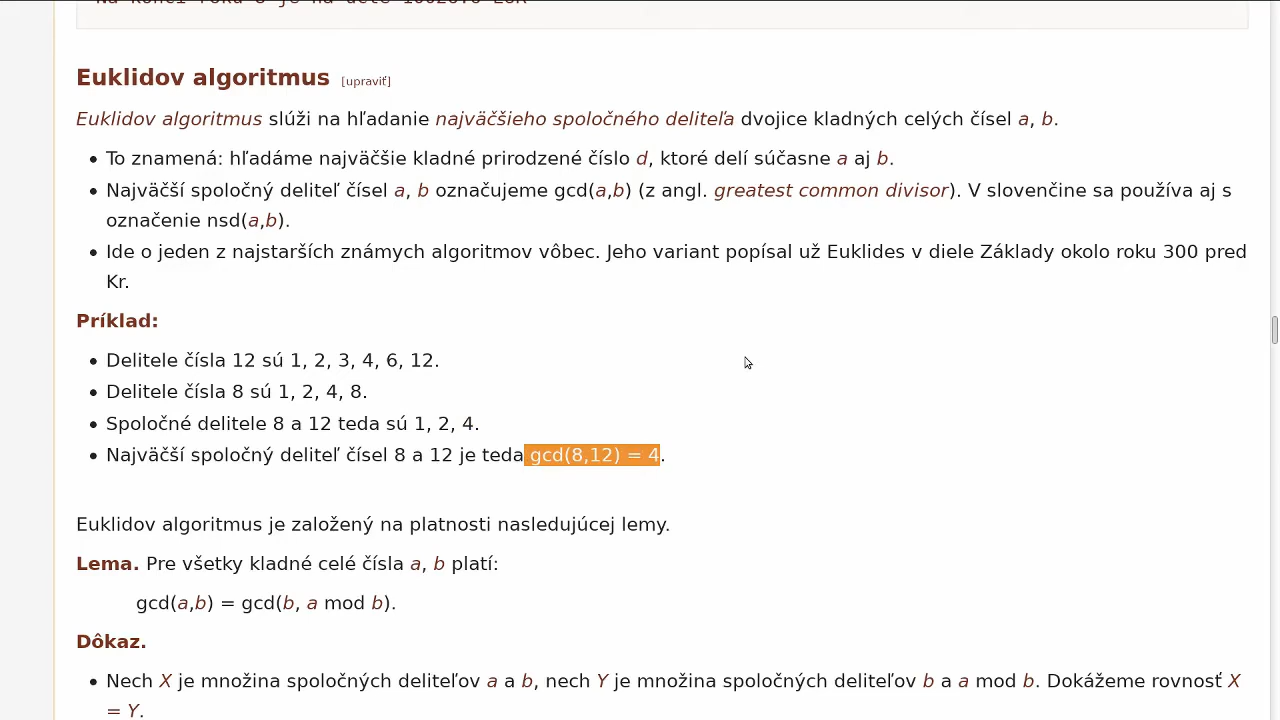 Euklidov algoritmus [upraviť]
Euklidov algoritmus slúži na hľadanie najväčšieho spoločného deliteľa dvojice kladných celých čísel a, b.
• To znamená: hľadáme najväčšie kladné prirodzené číslo d, ktoré delí súčasne a aj b.
• Najväčší spoločný deliteľ čísel a, b označujeme gcd(a,b) (z angl. greatest common divisor). V slovenčine sa používa aj s
označenie nsd(a,b).
• Ide o jeden z najstarších známych algoritmov vôbec. Jeho variant popísal už Euklides v diele Základy okolo roku 300 pred
Kr.
Príklad:
• Delitele čísla 12 sú 1, 2, 3, 4, 6, 12.
• Delitele čísla 8 sú 1, 2, 4, 8.
• Spoločné delitele 8 a 12 teda sú 1, 2, 4.
• Najväčší spoločný deliteľ čísel 8 a 12 je teda gcd(8,12) = 4.
Euklidov algoritmus je založený na platnosti nasledujúcej lemy.
Lema. Pre všetky kladné celé čísla a, b platí:
gcd(a,b) = gcd(b, a mod b).
Dôkaz.
• Nech X je množina spoločných deliteľov a a b, nech Y je množina spoločných deliteľov b a a mod b. Dokážeme rovnosť X
= Y.